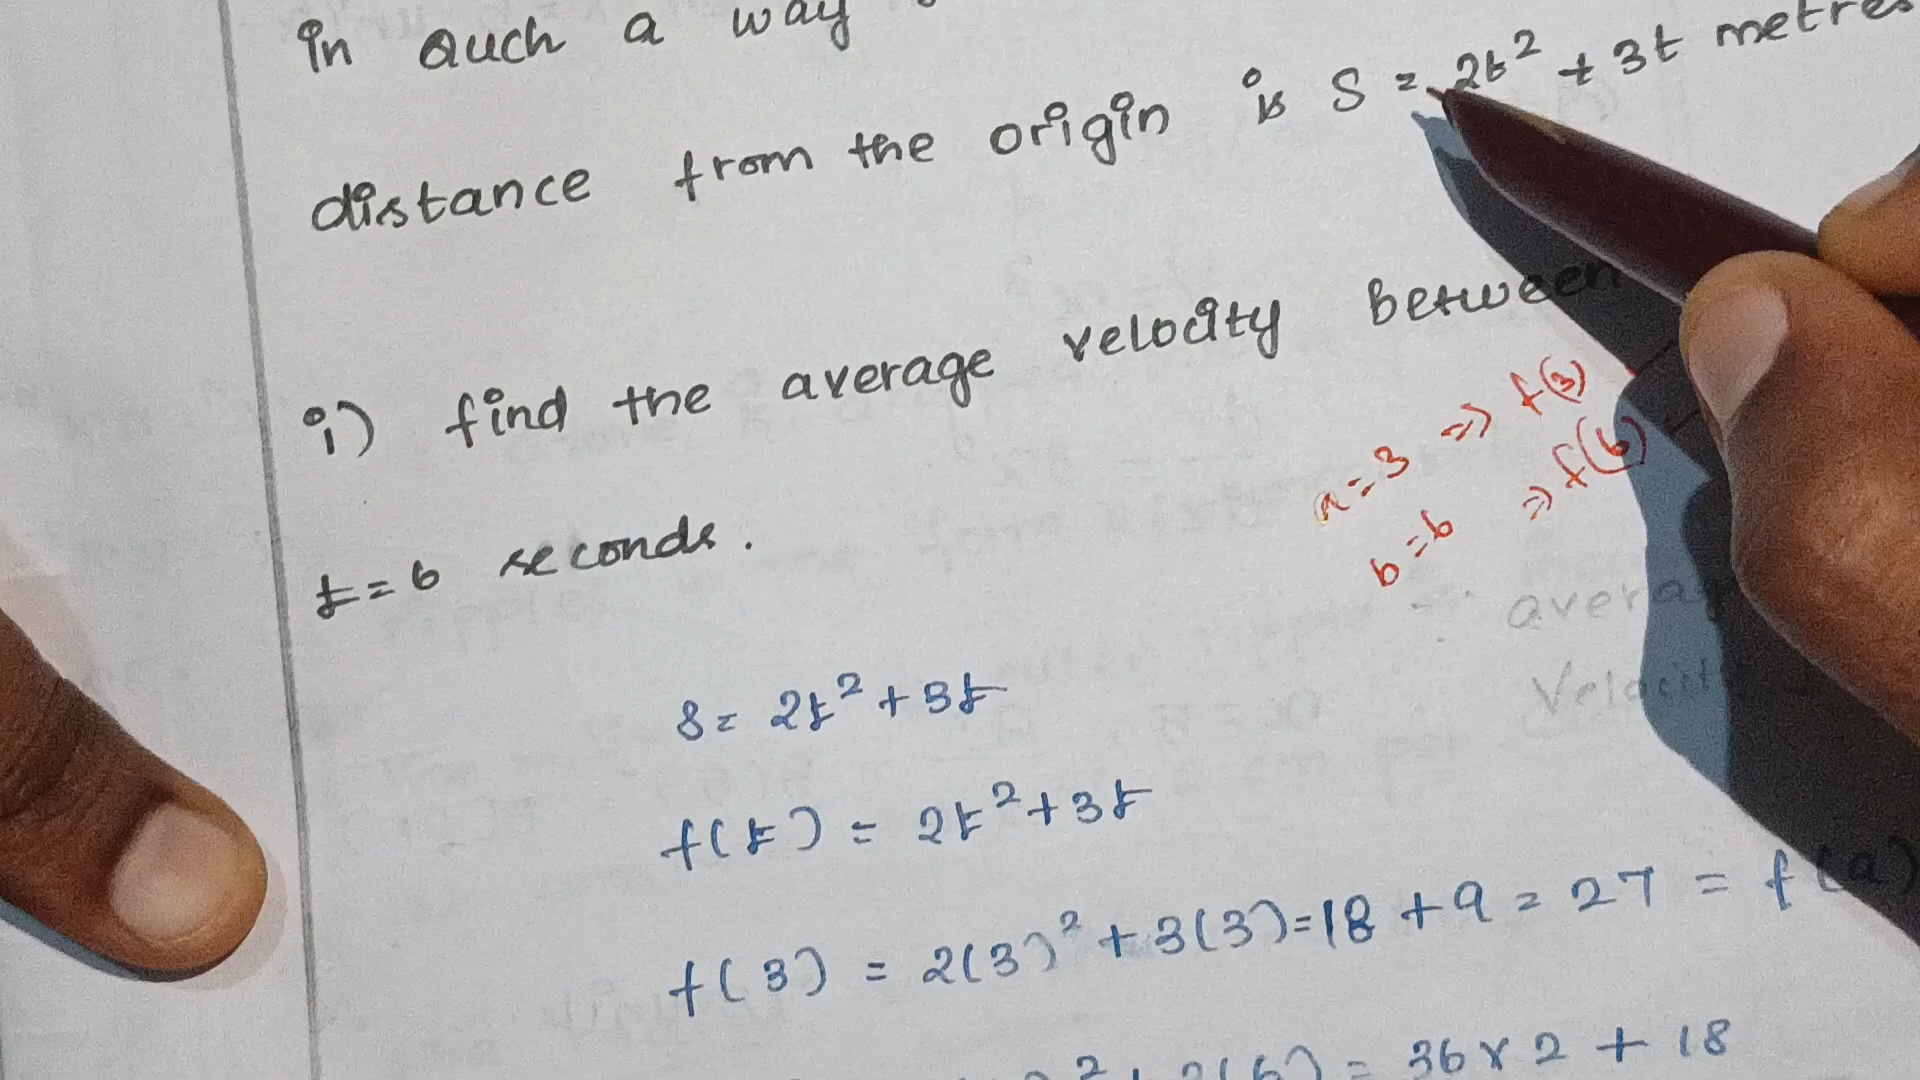 in such a way
distance from the origin is S = 2t² + 3t metres
i) find the average velocity between
a = 3 => f(3)
b = 6 => f(6)
t = 6 seconds.
S = 2t² + 3t
f(t) = 2t² + 3t
f(3) = 2(3)² + 3(3) = 18 + 9 = 27 = f(a)
= 36 x 2 + 18